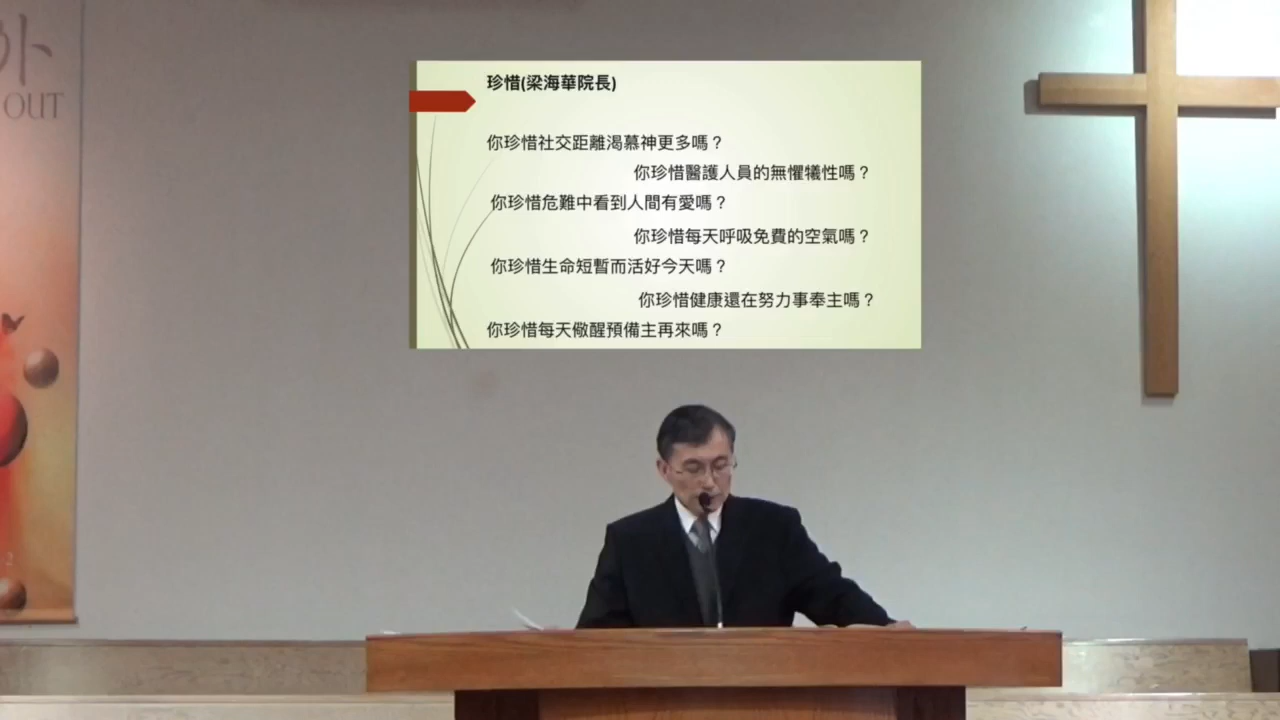 外
OUT
珍惜(梁海華院長)
你珍惜社交距離渴慕神更多嗎？
你珍惜醫護人員的無懼犧性嗎？
你珍惜危難中看到人間有愛嗎？
你珍惜每天呼吸免費的空氣嗎？
你珍惜生命短暫而活好今天嗎？
你珍惜健康還在努力事奉主嗎？
你珍惜每天儆醒預備主再來嗎？